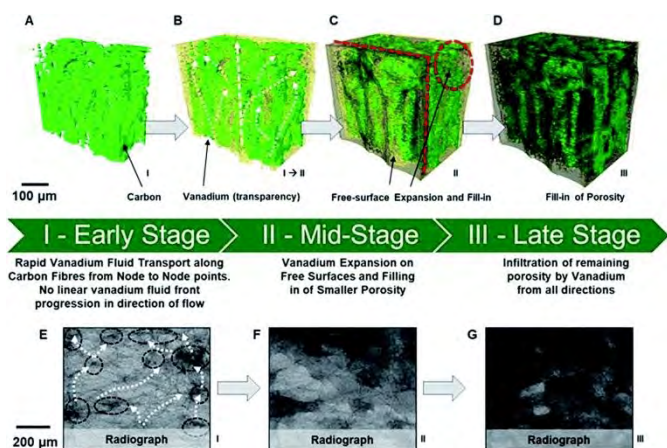 A
B
C
D
I
I → II
II
III
100 μm
Carbon
Vanadium (transparency)
Free-surface Expansion and Fill-in
Fill-in of Porosity
I - Early Stage
II - Mid-Stage
III - Late Stage
Rapid Vanadium Fluid Transport along
Carbon Fibres from Node to Node points.
No linear vanadium fluid front
progression in direction of flow
Vanadium Expansion on
Free Surfaces and Filling
in of Smaller Porosity
Infiltration of remaining
porosity by Vanadium
from all directions
E
F
G
200 μm
Radiograph
I
Radiograph
II
Radiograph
III